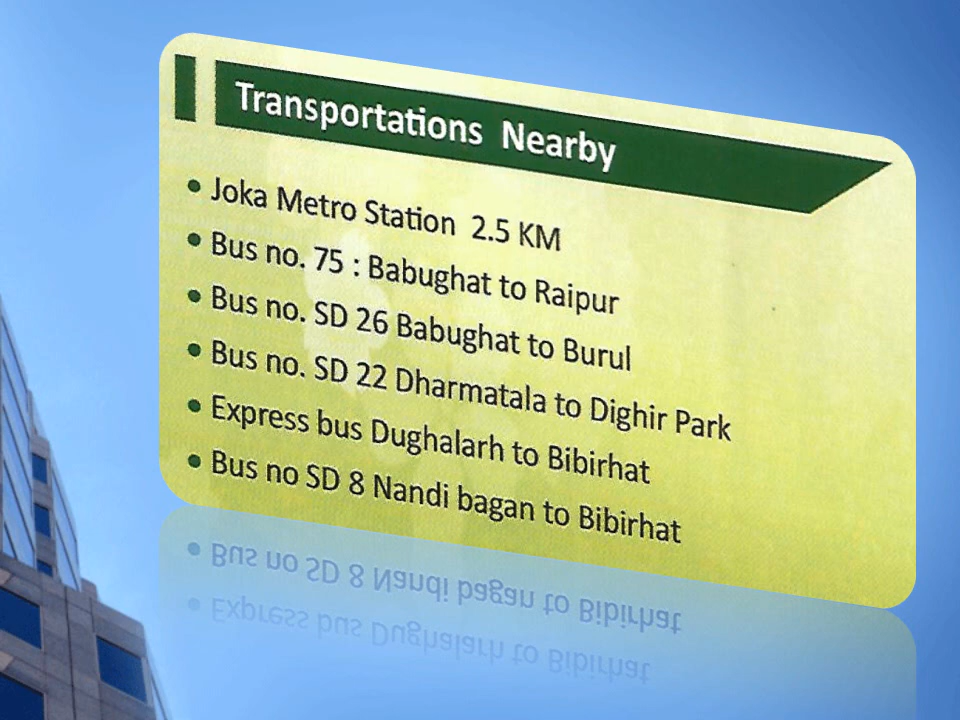 Transportations Nearby
• Joka Metro Station 2.5 KM
• Bus no. 75 : Babughat to Raipur
• Bus no. SD 26 Babughat to Burul
• Bus no. SD 22 Dharmatala to Dighir Park
• Express bus Dughalarh to Bibirhat
• Bus no SD 8 Nandi bagan to Bibirhat